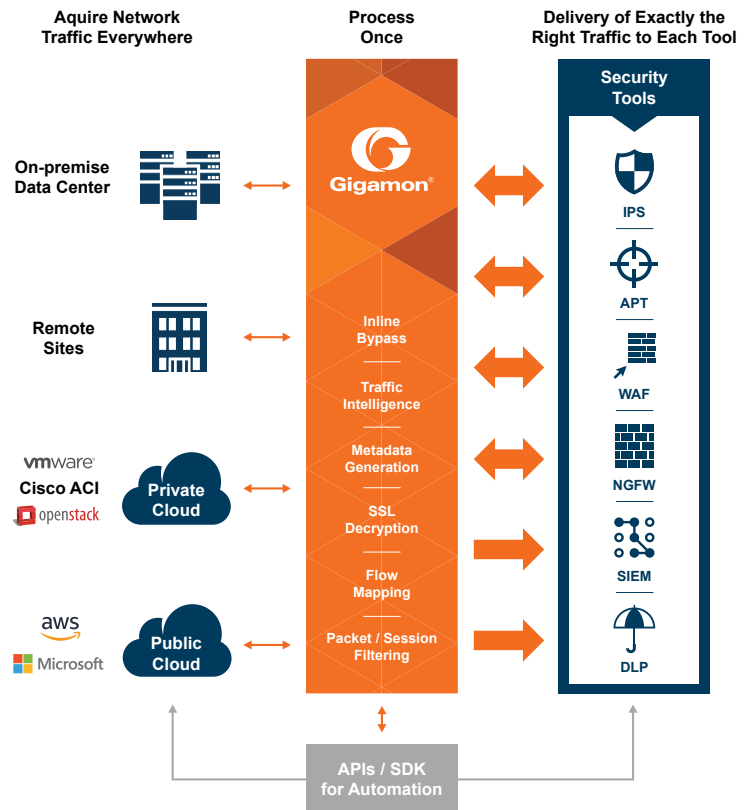 Aquire Network
Traffic Everywhere
Process
Once
Delivery of Exactly the
Right Traffic to Each Tool
On-premise
Data Center
Remote
Sites
vmware®
Cisco ACI
openstack
Private
Cloud
aws
Microsoft
Public
Cloud
Gigamon®
Inline
Bypass
Traffic
Intelligence
Metadata
Generation
SSL
Decryption
Flow
Mapping
Packet / Session
Filtering
Security
Tools
IPS
APT
WAF
NGFW
SIEM
DLP
APIs / SDK
for Automation